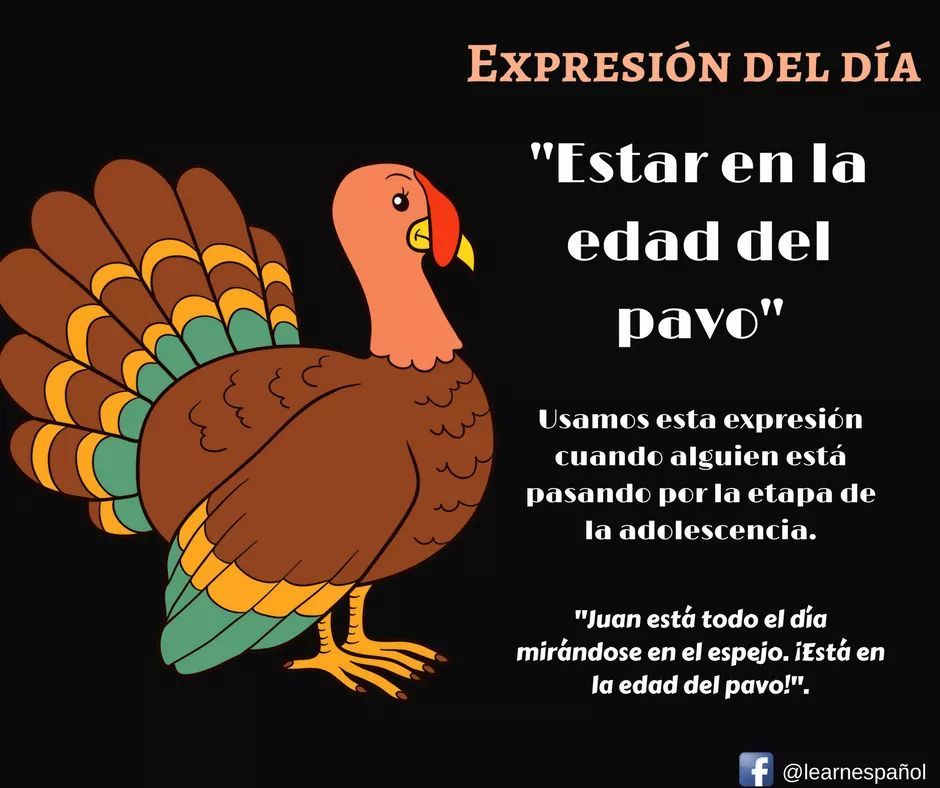 Expresión del día
"Estar en la
edad del
pavo"
Usamos esta expresión
cuando alguien está
pasando por la etapa de
la adolescencia.
"Juan está todo el día
mirándose en el espejo. ¡Está en
la edad del pavo!".
f @learnespañol